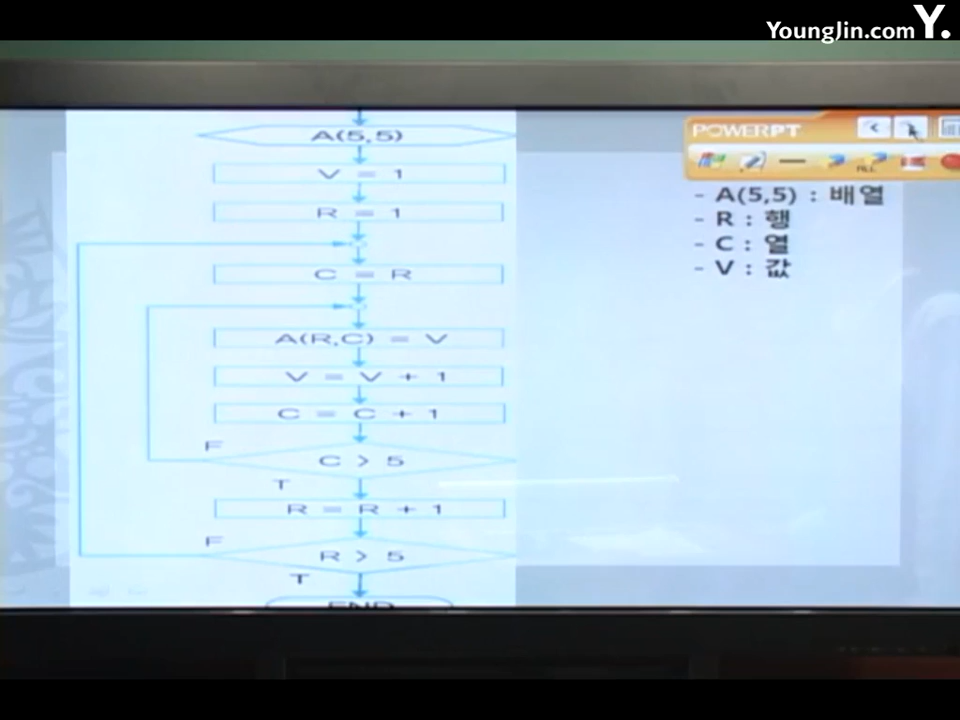 YoungJin.com Y.
A(5,5)
V = 1
R = 1
C = R
A(R,C) = V
V = V + 1
C = C + 1
F
C > 5
T
R = R + 1
F
R > 5
T
END
POWERPT
- A(5,5) : 배열
- R : 행
- C : 열
- V : 값